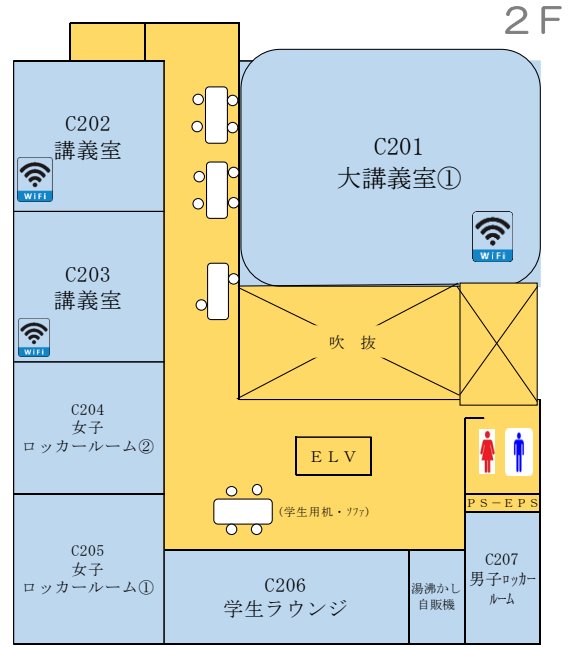 ２F
C202
講義室
WiFi
C201
大講義室①
WiFi
C203
講義室
WiFi
吹　抜
C204
女子
ロッカールーム②
ＥＬＶ
(学生用机・ソファ)
ＰＳ－ＥＰＳ
C205
女子
ロッカールーム①
C206
学生ラウンジ
湯沸かし
自販機
C207
男子ロッカー
ルーム